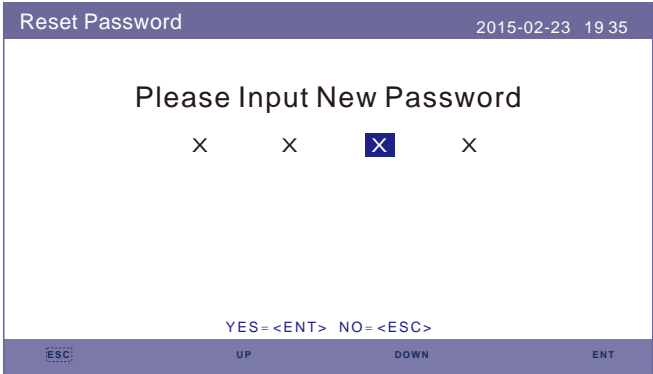 Reset Password 2015-02-23 19 35
Please Input New Password
X X X X
YES=<ENT> NO=<ESC>
ESC UP DOWN ENT